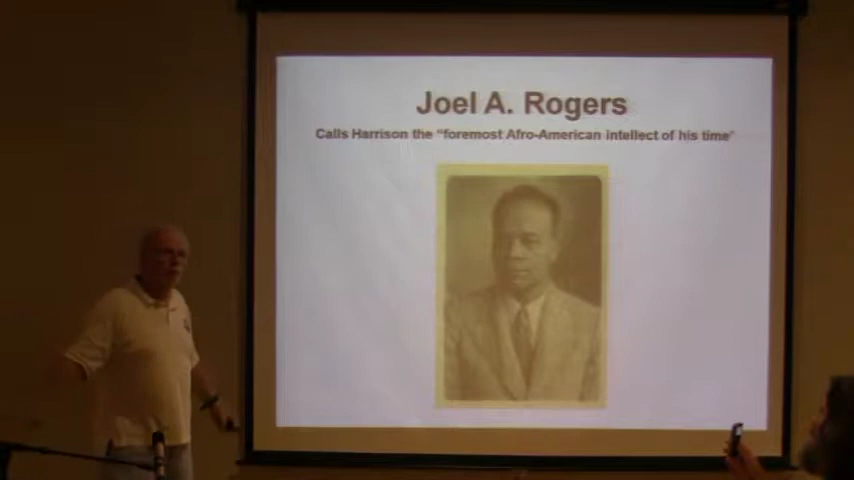 Joel A. Rogers
Calls Harrison the "foremost Afro-American intellect of his time"